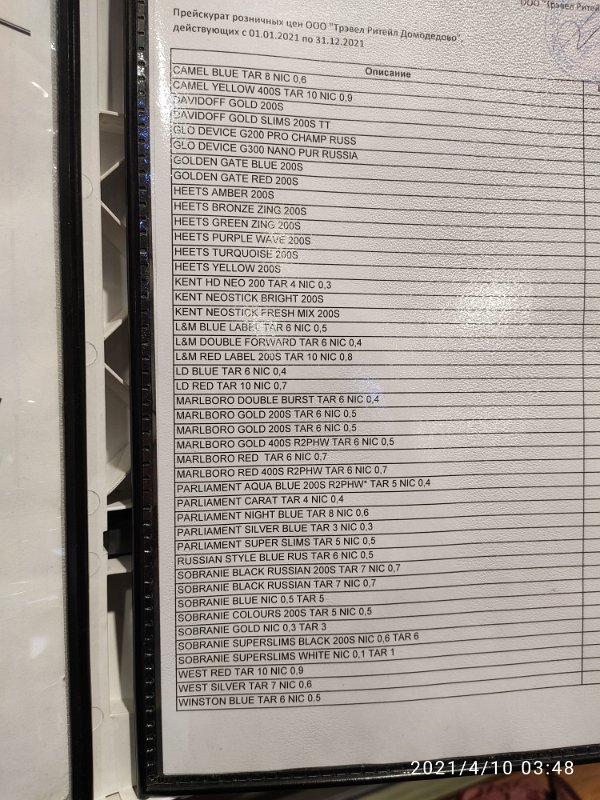 ООО "Трэвел Ритей
Прейскурат розничных цен ООО "Трэвел Ритейл Домодедово",
действующих с 01.01.2021 по 31.12.2021
Описание
CAMEL BLUE TAR 8 NIC 0,6
CAMEL YELLOW 400S TAR 10 NIC 0,9
DAVIDOFF GOLD 200S
DAVIDOFF GOLD SLIMS 200S TT
GLO DEVICE G200 PRO CHAMP RUSS
GLO DEVICE G300 NANO PUR RUSSIA
GOLDEN GATE BLUE 200S
GOLDEN GATE RED 200S
HEETS AMBER 200S
HEETS BRONZE ZING 200S
HEETS GREEN ZING 200S
HEETS PURPLE WAVE 200S
HEETS TURQUOISE 200S
HEETS YELLOW 200S
KENT HD NEO 200 TAR 4 NIC 0,3
KENT NEOSTICK BRIGHT 200S
KENT NEOSTICK FRESH MIX 200S
L&M BLUE LABEL TAR 6 NIC 0,5
L&M DOUBLE FORWARD TAR 6 NIC 0,4
L&M RED LABEL 200S TAR 10 NIC 0,8
LD BLUE TAR 6 NIC 0,4
LD RED TAR 10 NIC 0,7
MARLBORO DOUBLE BURST TAR 6 NIC 0,4
MARLBORO GOLD 200S TAR 6 NIC 0,5
MARLBORO GOLD 200S TAR 6 NIC 0,5
MARLBORO GOLD 400S R2PHW TAR 6 NIC 0,5
MARLBORO RED TAR 6 NIC 0,7
MARLBORO RED 400S R2PHW TAR 6 NIC 0,7
PARLIAMENT AQUA BLUE 200S R2PHW* TAR 5 NIC 0,4
PARLIAMENT CARAT TAR 4 NIC 0,4
PARLIAMENT NIGHT BLUE TAR 8 NIC 0,6
PARLIAMENT SILVER BLUE TAR 3 NIC 0,3
PARLIAMENT SUPER SLIMS TAR 5 NIC 0,5
RUSSIAN STYLE BLUE RUS TAR 6 NIC 0,5
SOBRANIE BLACK RUSSIAN 200S TAR 7 NIC 0,7
SOBRANIE BLACK RUSSIAN TAR 7 NIC 0,7
SOBRANIE BLUE NIC 0,5 TAR 5
SOBRANIE COLOURS 200S TAR 5 NIC 0,5
SOBRANIE GOLD NIC 0,3 TAR 3
SOBRANIE SUPERSLIMS BLACK 200S NIC 0,6 TAR 6
SOBRANIE SUPERSLIMS WHITE NIC 0,1 TAR 1
WEST RED TAR 10 NIC 0,9
WEST SILVER TAR 7 NIC 0,6
WINSTON BLUE TAR 6 NIC 0.5
2021/4/10 03:48